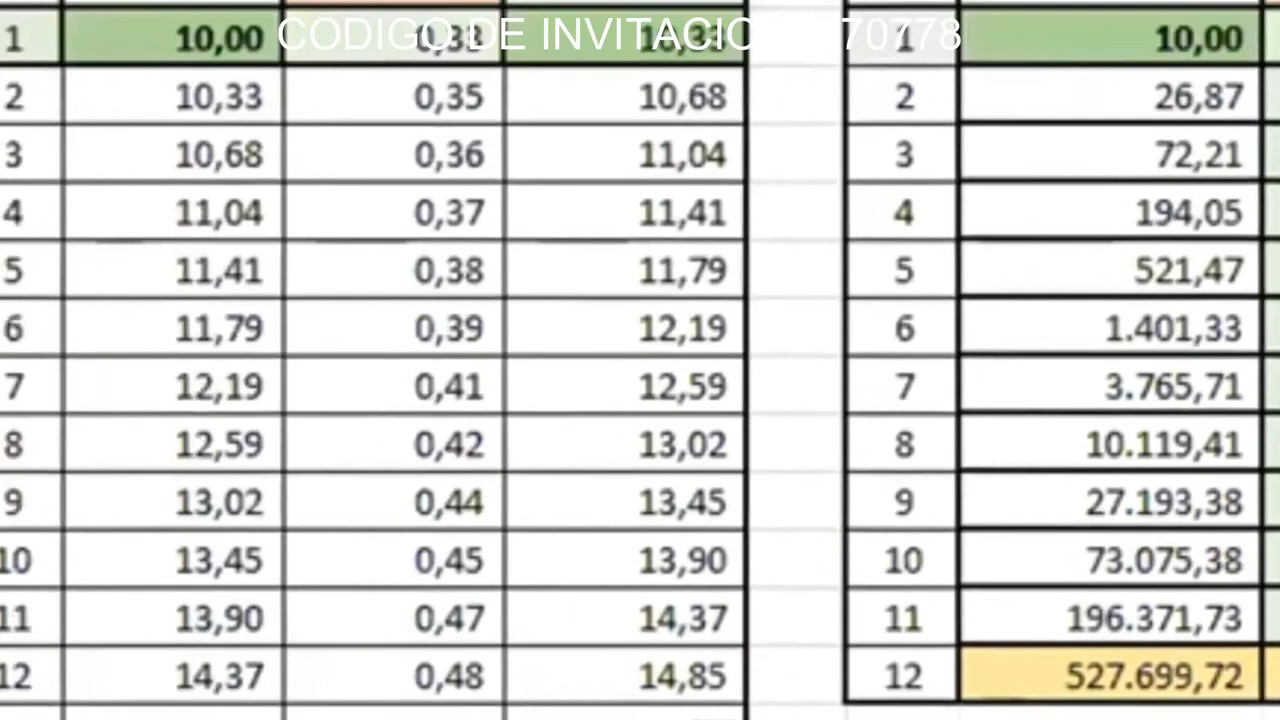 CODIGO DE INVITACIO 70778
1 10,00 0,33 10,33 1 10,00
2 10,33 0,35 10,68 2 26,87
3 10,68 0,36 11,04 3 72,21
4 11,04 0,37 11,41 4 194,05
5 11,41 0,38 11,79 5 521,47
6 11,79 0,39 12,19 6 1.401,33
7 12,19 0,41 12,59 7 3.765,71
8 12,59 0,42 13,02 8 10.119,41
9 13,02 0,44 13,45 9 27.193,38
10 13,45 0,45 13,90 10 73.075,38
11 13,90 0,47 14,37 11 196.371,73
12 14,37 0,48 14,85 12 527.699,72